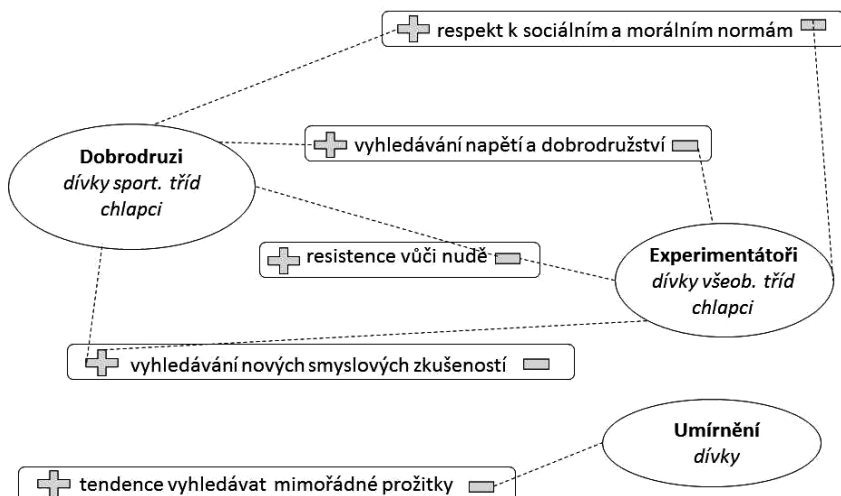 respekt k sociálním a morálním normám
vyhledávání napětí a dobrodružství
Dobrodruzi
dívky sport. tříd
chlapci
resistence vůči nudě
Experimentátoři
dívky všeob. tříd
chlapci
vyhledávání nových smyslových zkušeností
Umírnění
dívky
tendence vyhledávat mimořádné prožitky